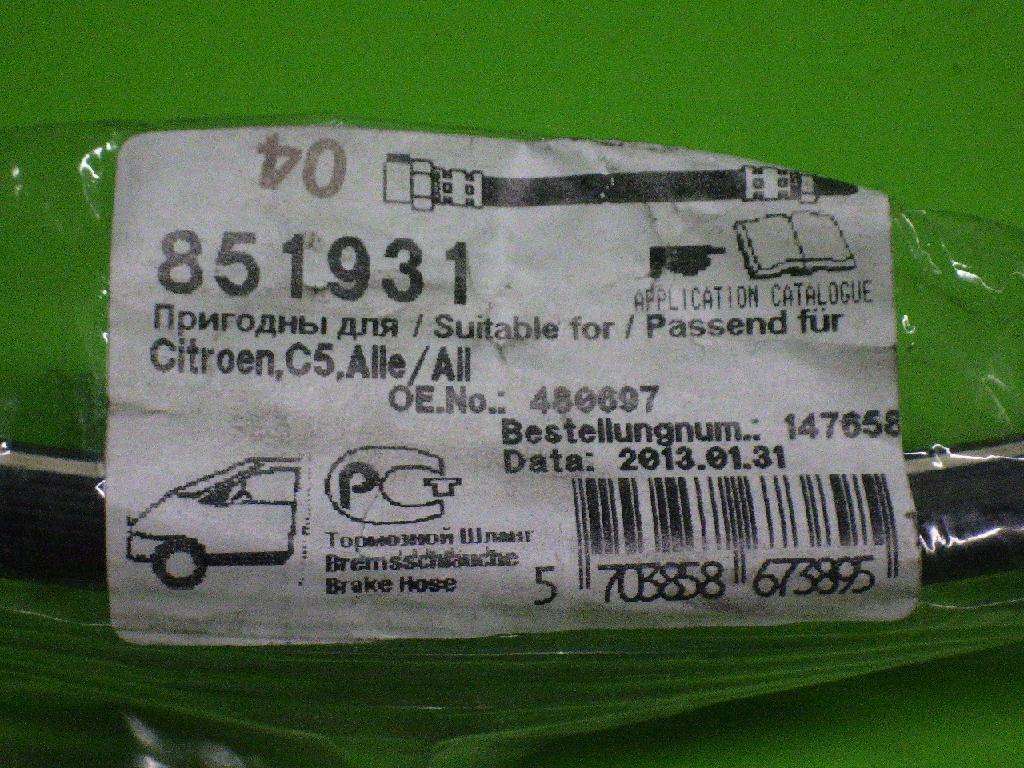 04
851931
APPLICATION CATALOGUE
Пригодны для / Suitable for / Passend für
Citroen,C5,Alle/All
OE.No.: 480697
Bestellungnum.: 147658
Data: 2013.01.31
PCT
Тормозной Шланг
Bremsschläuche
Brake Hose
5 703858 673895